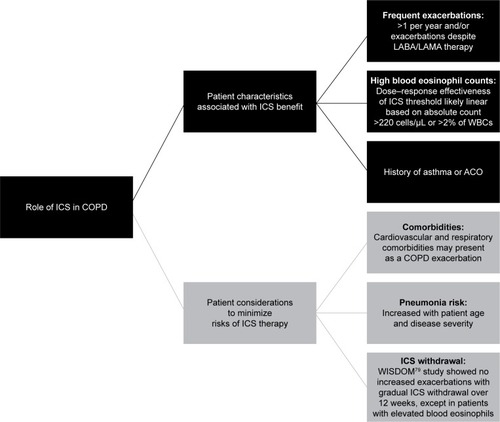 Frequent exacerbations:
>1 per year and/or
exacerbations despite
LABA/LAMA therapy
Patient characteristics
associated with ICS benefit
High blood eosinophil counts:
Dose–response effectiveness
of ICS threshold likely linear
based on absolute count
>220 cells/µL or >2% of WBCs
History of asthma or ACO
Role of ICS in COPD
Comorbidities:
Cardiovascular and respiratory
comorbidities may present
as a COPD exacerbation
Patient considerations
to minimize
risks of ICS therapy
Pneumonia risk:
Increased with patient age
and disease severity
ICS withdrawal:
WISDOM⁷⁹ study showed no
increased exacerbations with
gradual ICS withdrawal over
12 weeks, except in patients
with elevated blood eosinophils